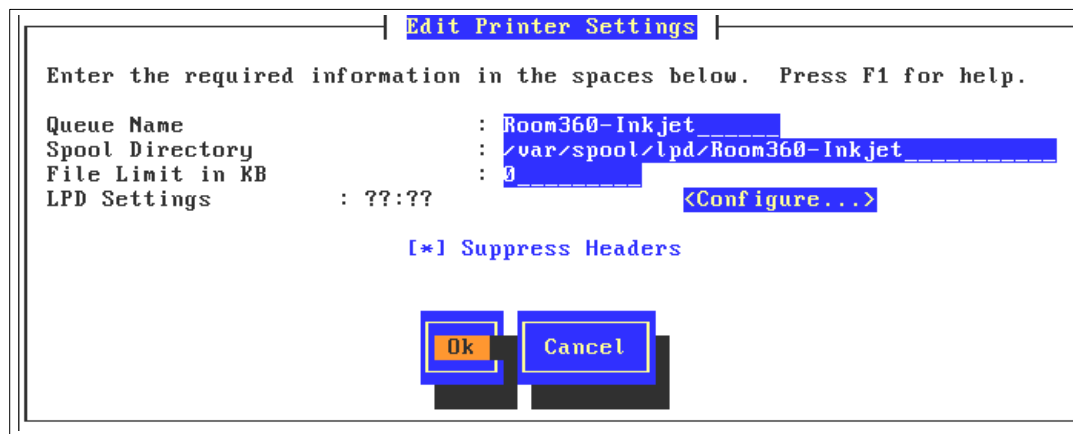 Edit Printer Settings
Enter the required information in the spaces below. Press F1 for help.
Queue Name : Room360-Inkjet______
Spool Directory : /var/spool/lpd/Room360-Inkjet___________
File Limit in KB : 0_________
LPD Settings : ??:?? <Configure...>
[*] Suppress Headers
Ok Cancel